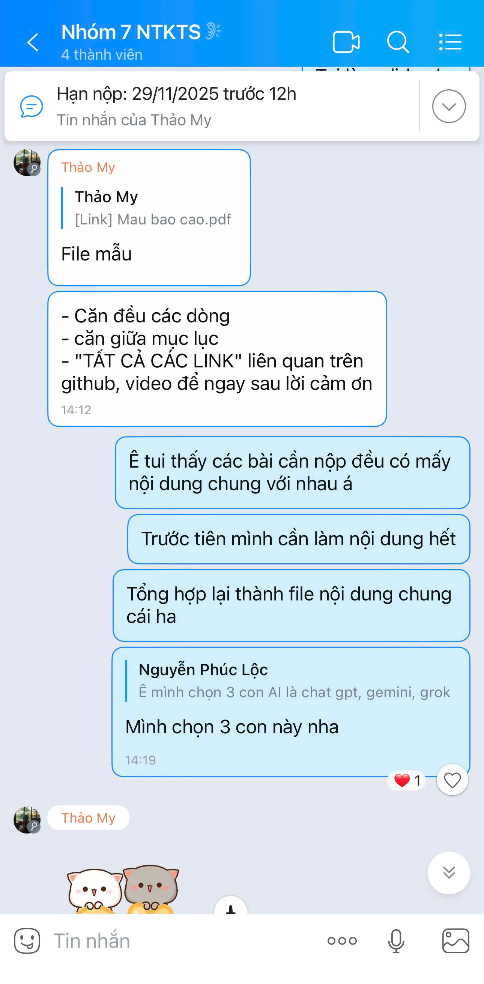 Nhóm 7 NTKTS
4 thành viên
Hạn nộp: 29/11/2025 trước 12h
Tin nhắn của Thảo My
Thảo My
Thảo My
[Link] Mau bao cao.pdf
File mẫu
- Căn đều các dòng
- căn giữa mục lục
- "TẤT CẢ CÁC LINK" liên quan trên
github, video để ngay sau lời cảm ơn
14:12
Ê tui thấy các bài cần nộp đều có mấy
nội dung chung với nhau á
Trước tiên mình cần làm nội dung hết
Tổng hợp lại thành file nội dung chung
cái ha
Nguyễn Phúc Lộc
Ê mình chọn 3 con AI là chat gpt, gemini, grok
Mình chọn 3 con này nha
14:19
1
Thảo My
Tin nhắn